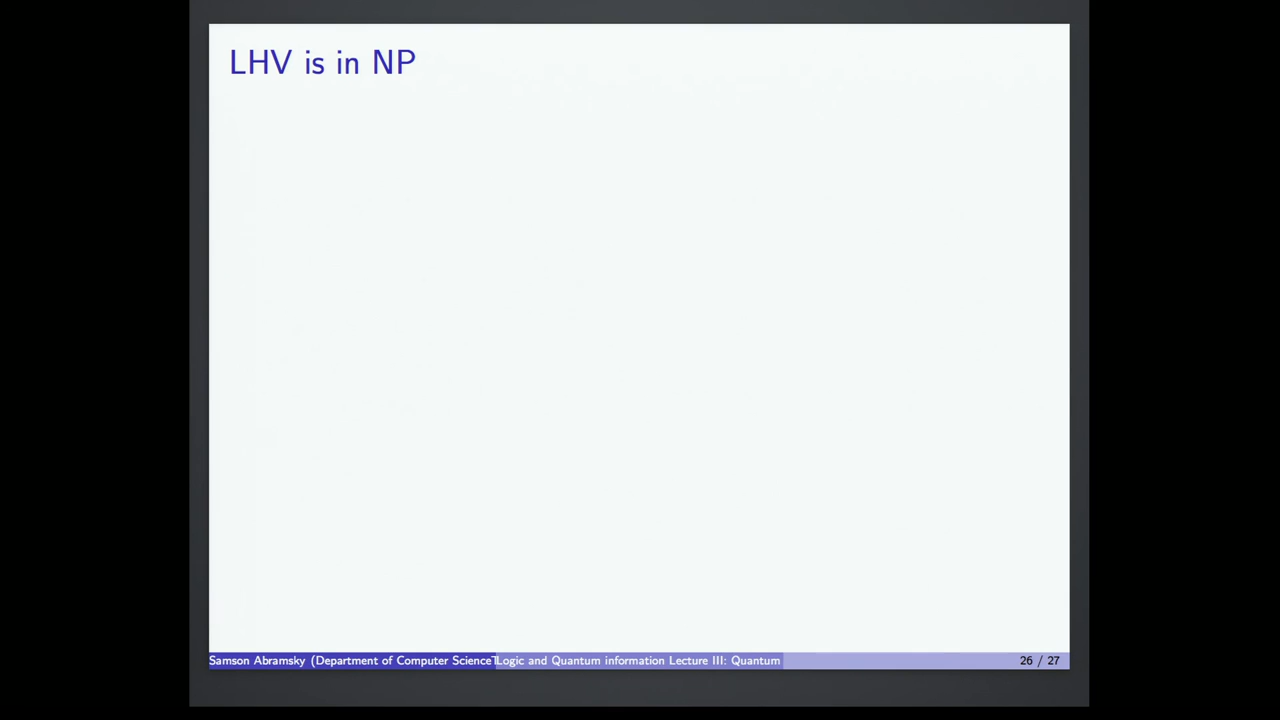 LHV is in NP
Samson Abramsky (Department of Computer Science
Logic and Quantum information Lecture III: Quantum
26 / 27